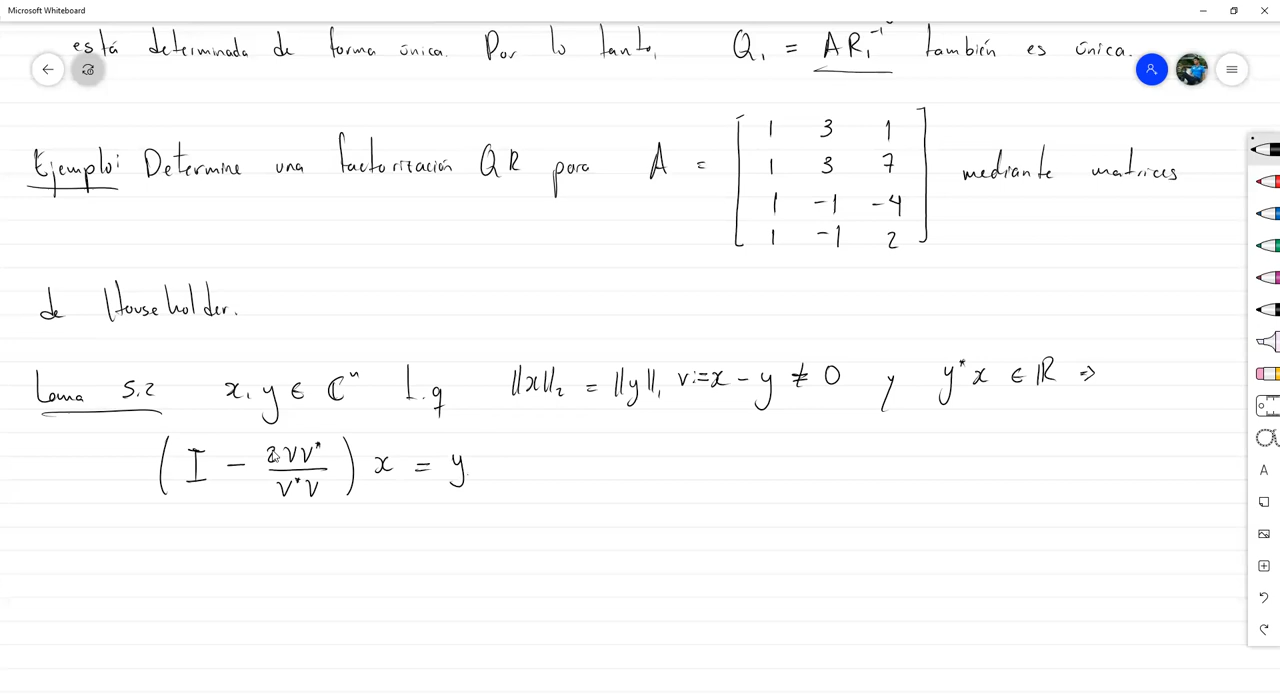 Microsoft Whiteboard
está determinada de forma única. Por lo tanto, Q₁ = AR₁⁻¹ también es única.
Ejemplo: Determine una factorización QR para A = [1 3 1; 1 3 7; 1 -1 -4; 1 -1 2] mediante matrices
de Householder.
Lema 5.2 x, y ∈ ℂⁿ t.q ||x||₂ = ||y||, v:=x - y ≠ 0 y y*x ∈ ℝ ⇒
(I - 2vv*/v*v) x = y.
A